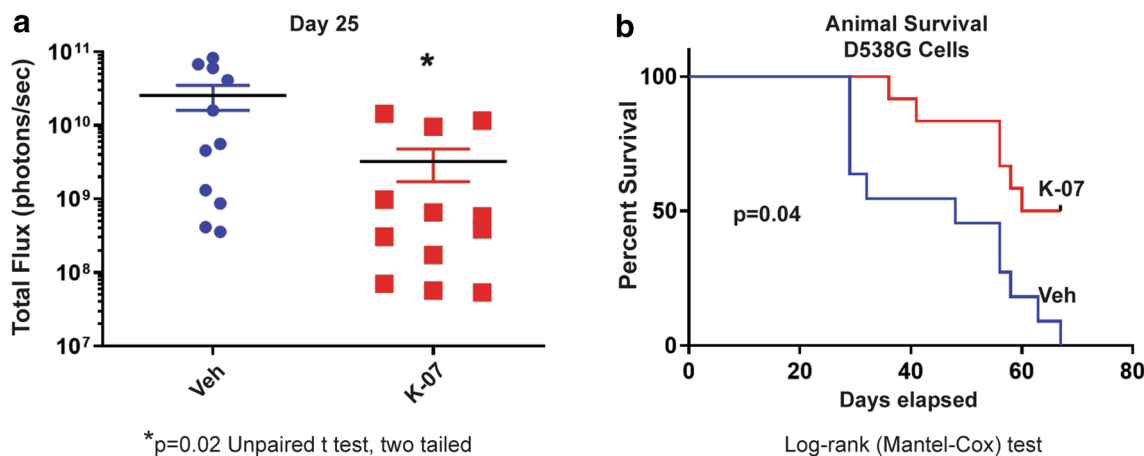 a
Day 25
Total Flux (photons/sec)
10^11
10^10
10^9
10^8
10^7
*
Veh
K-07
*p=0.02 Unpaired t test, two tailed
b
Animal Survival
D538G Cells
Percent Survival
100
50
0
p=0.04
K-07
Veh
0 20 40 60 80
Days elapsed
Log-rank (Mantel-Cox) test